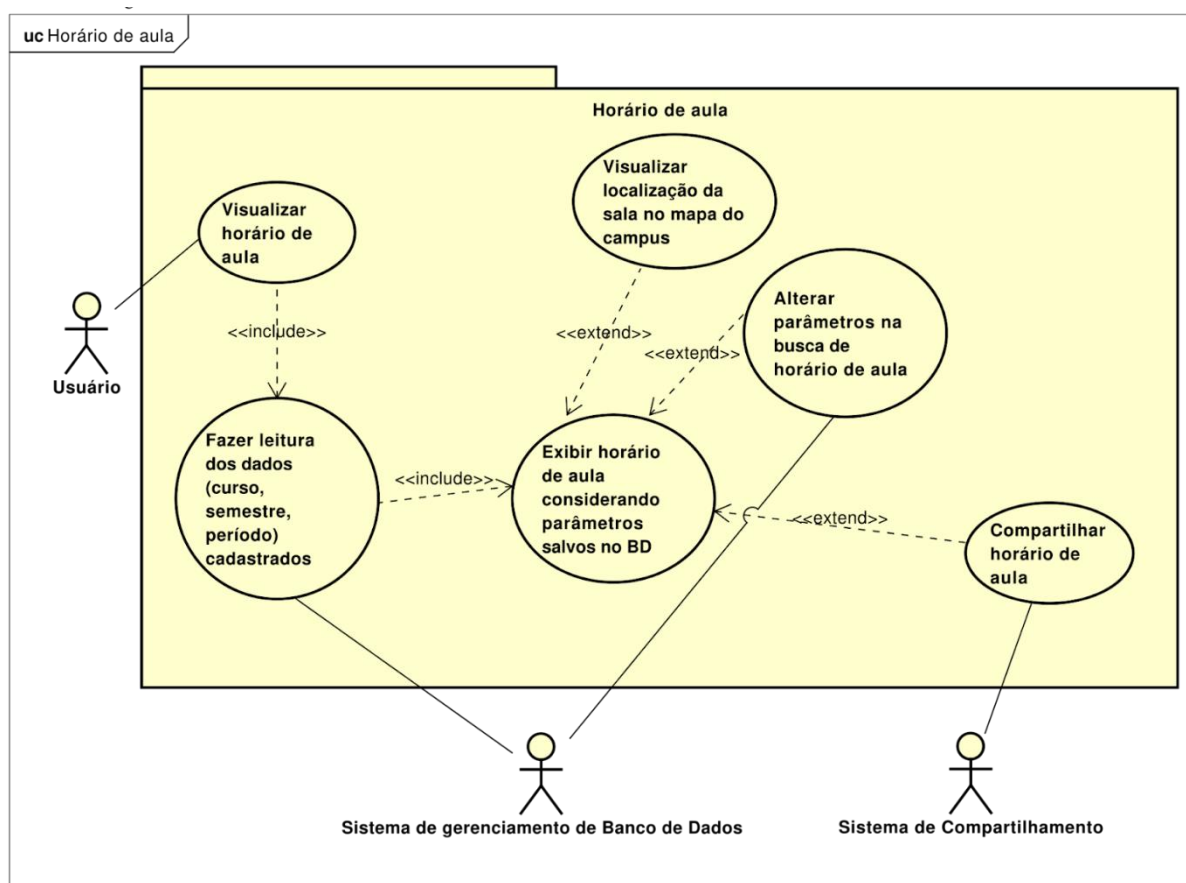 uc Horário de aula
Horário de aula
Visualizar
localização da
sala no mapa do
campus
Visualizar
horário de
aula
Alterar
parâmetros na
busca de
horário de aula
<<include>>
<<extend>>
<<extend>>
Usuário
Fazer leitura
dos dados
(curso,
semestre,
período)
cadastrados
<<include>>
Exibir horário
de aula
considerando
parâmetros
salvos no BD
<<extend>>
Compartilhar
horário de
aula
Sistema de gerenciamento de Banco de Dados
Sistema de Compartilhamento